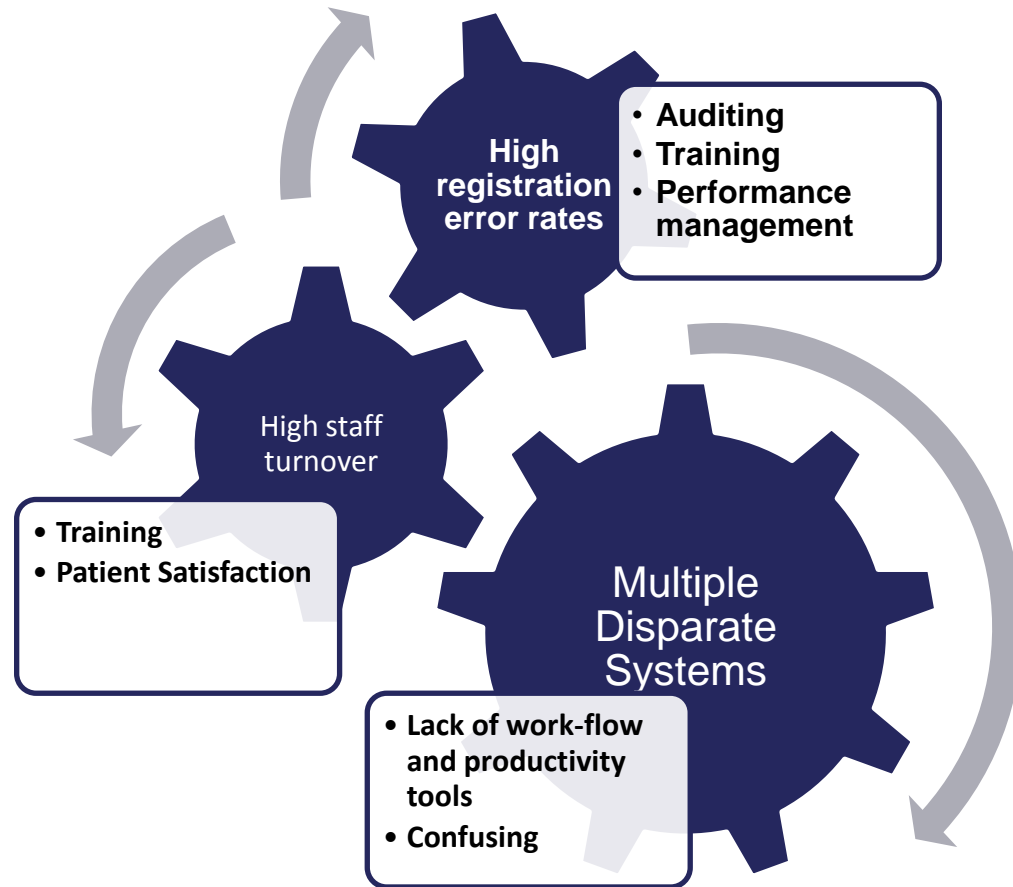 High
registration
error rates
• Auditing
• Training
• Performance
management
High staff
turnover
• Training
• Patient Satisfaction
Multiple
Disparate
Systems
• Lack of work-flow
and productivity
tools
• Confusing